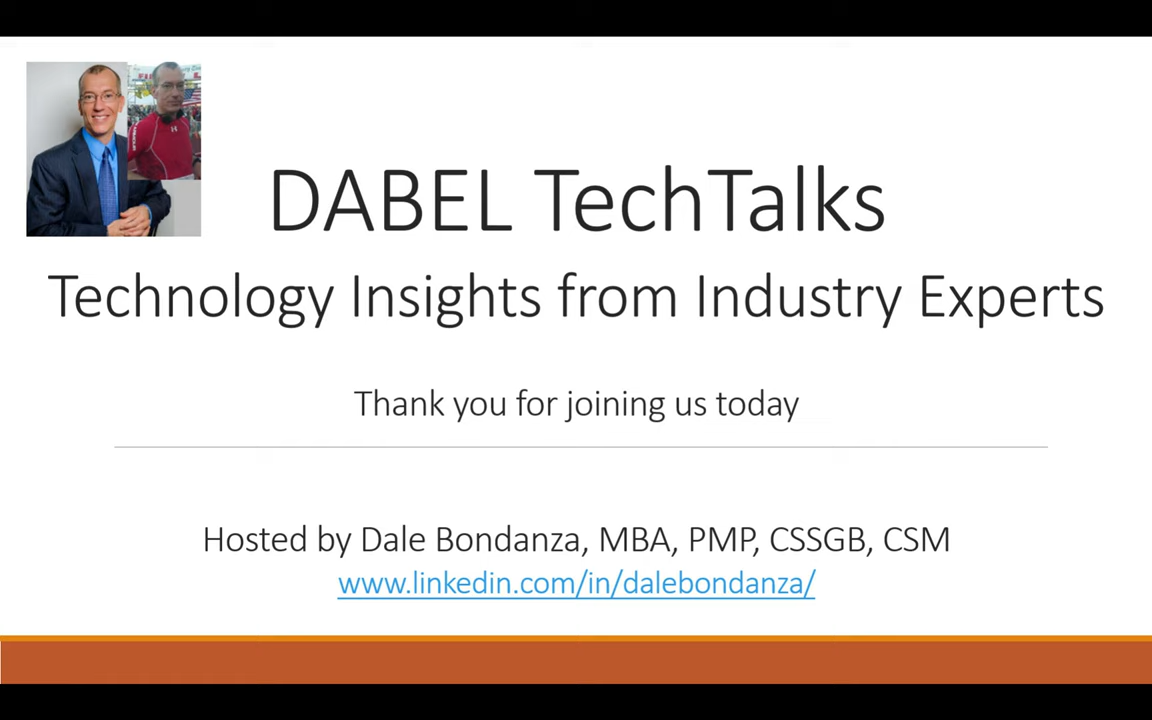 DABEL TechTalks
Technology Insights from Industry Experts
Thank you for joining us today
Hosted by Dale Bondanza, MBA, PMP, CSSGB, CSM
www.linkedin.com/in/dalebondanza/